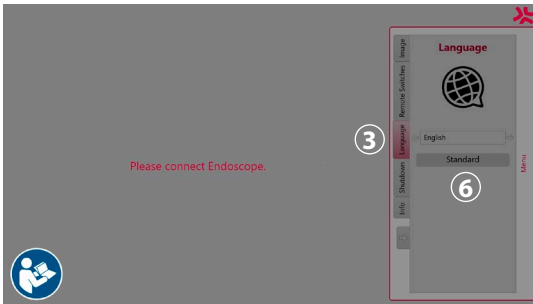 Language
Image
Remote Switches
Language
Shutdown
Info
3
English
Standard
6
Menu
Please connect Endoscope.